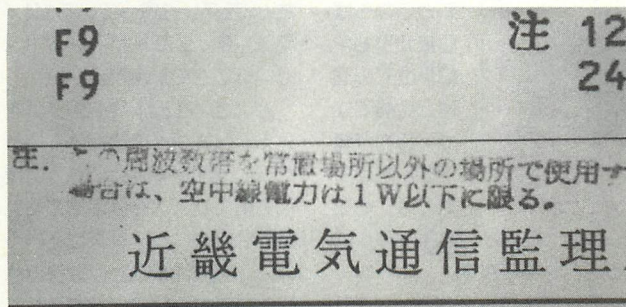 F9 注 12
F9 24
注. この周波数帯を常置場所以外の場所で使用す
場合は、空中線電力は1W以下に限る。
近畿電気通信監理